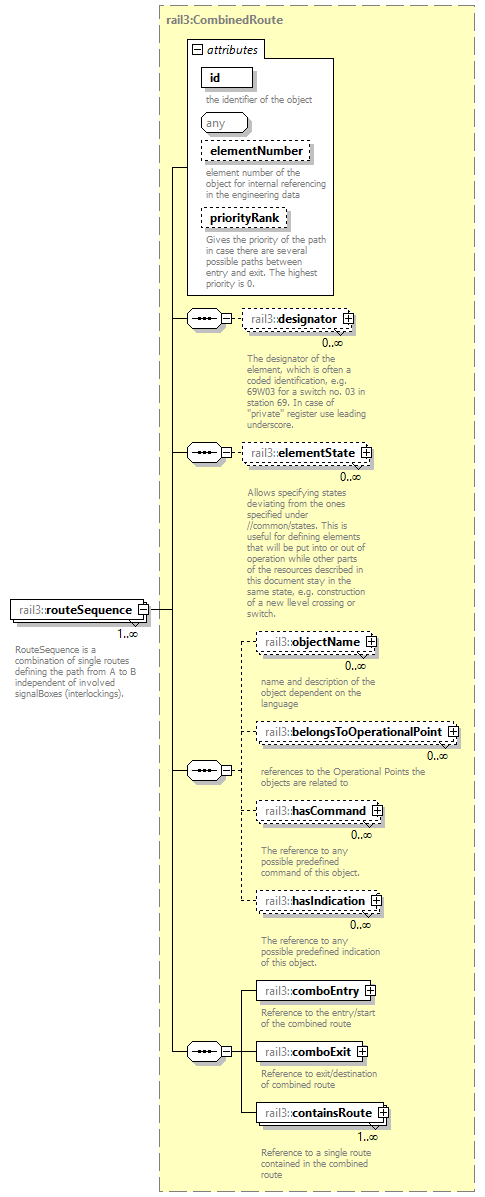 rail3:CombinedRoute
attributes
id
the identifier of the object
any
elementNumber
element number of the
object for internal referencing
in the engineering data
priorityRank
Gives the priority of the path
in case there are several
possible paths between
entry and exit. The highest
priority is 0.
rail3::designator
0..∞
The designator of the
element, which is often a
coded identification, e.g.
69W03 for a switch no. 03 in
station 69. In case of
"private" register use leading
underscore.
rail3::elementState
0..∞
Allows specifying states
deviating from the ones
specified under
//common/states. This is
useful for defining elements
that will be put into or out of
operation while other parts
of the resources described in
this document stay in the
same state, e.g. construction
of a new llevel crossing or
switch.
rail3::routeSequence
1..∞
RouteSequence is a
combination of single routes
defining the path from A to B
independent of involved
signalBoxes (interlockings).
rail3::objectName
0..∞
name and description of the
object dependent on the
language
rail3::belongsToOperationalPoint
0..∞
references to the Operational Points the
objects are related to
rail3::hasCommand
0..∞
The reference to any
possible predefined
command of this object.
rail3::hasIndication
0..∞
The reference to any
possible predefined indication
of this object.
rail3::comboEntry
Reference to the entry/start
of the combined route
rail3::comboExit
Reference to exit/destination
of combined route
rail3::containsRoute
1..∞
Reference to a single route
contained in the combined
route